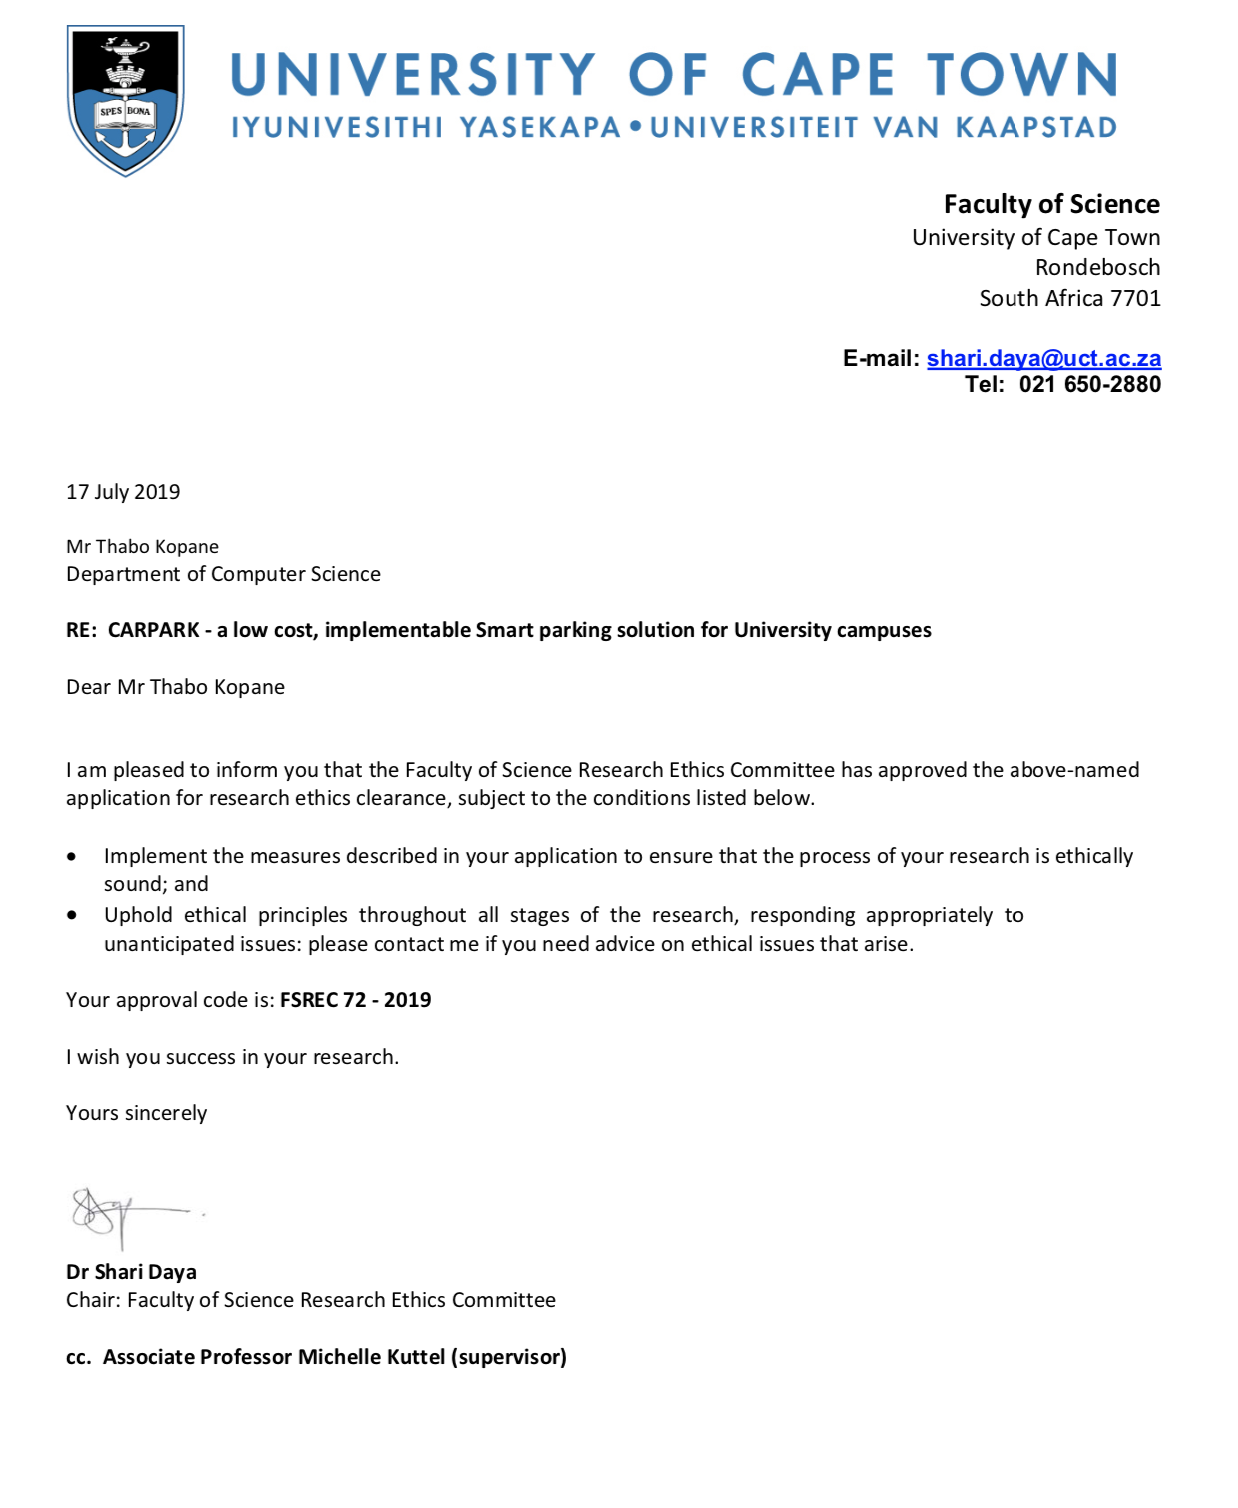 SPES BONA
UNIVERSITY OF CAPE TOWN
IYUNIVESITHI YASEKAPA • UNIVERSITEIT VAN KAAPSTAD
Faculty of Science
University of Cape Town
Rondebosch
South Africa 7701
E-mail: shari.daya@uct.ac.za
Tel: 021 650-2880
17 July 2019
Mr Thabo Kopane
Department of Computer Science
RE: CARPARK - a low cost, implementable Smart parking solution for University campuses
Dear Mr Thabo Kopane
I am pleased to inform you that the Faculty of Science Research Ethics Committee has approved the above-named
application for research ethics clearance, subject to the conditions listed below.
• Implement the measures described in your application to ensure that the process of your research is ethically
sound; and
• Uphold ethical principles throughout all stages of the research, responding appropriately to
unanticipated issues: please contact me if you need advice on ethical issues that arise.
Your approval code is: FSREC 72 - 2019
I wish you success in your research.
Yours sincerely
Dr Shari Daya
Chair: Faculty of Science Research Ethics Committee
cc. Associate Professor Michelle Kuttel (supervisor)